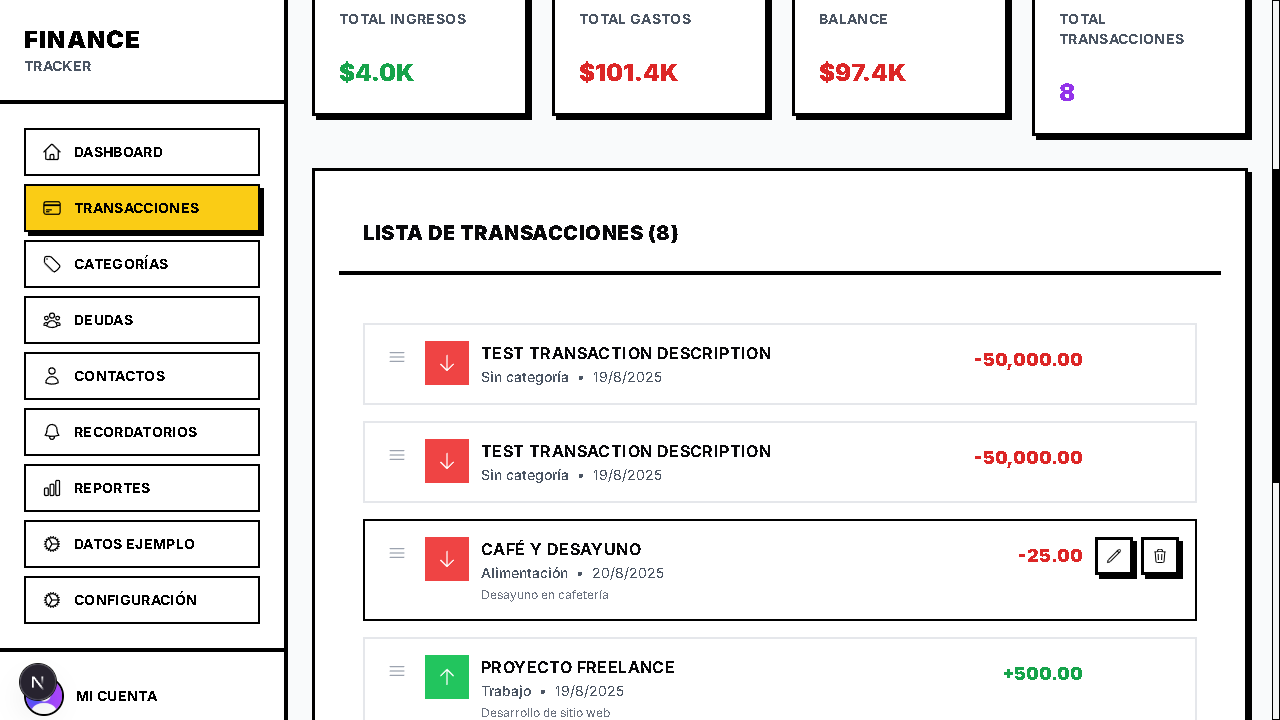 FINANCE
TRACKER
DASHBOARD
TRANSACCIONES
CATEGORÍAS
DEUDAS
CONTACTOS
RECORDATORIOS
REPORTES
DATOS EJEMPLO
CONFIGURACIÓN
N
MI CUENTA
TOTAL INGRESOS
$4.0K
TOTAL GASTOS
$101.4K
BALANCE
$97.4K
TOTAL
TRANSACCIONES
8
LISTA DE TRANSACCIONES (8)
TEST TRANSACTION DESCRIPTION
Sin categoría • 19/8/2025
-50,000.00
TEST TRANSACTION DESCRIPTION
Sin categoría • 19/8/2025
-50,000.00
CAFÉ Y DESAYUNO
Alimentación • 20/8/2025
Desayuno en cafetería
-25.00
PROYECTO FREELANCE
Trabajo • 19/8/2025
Desarrollo de sitio web
+500.00